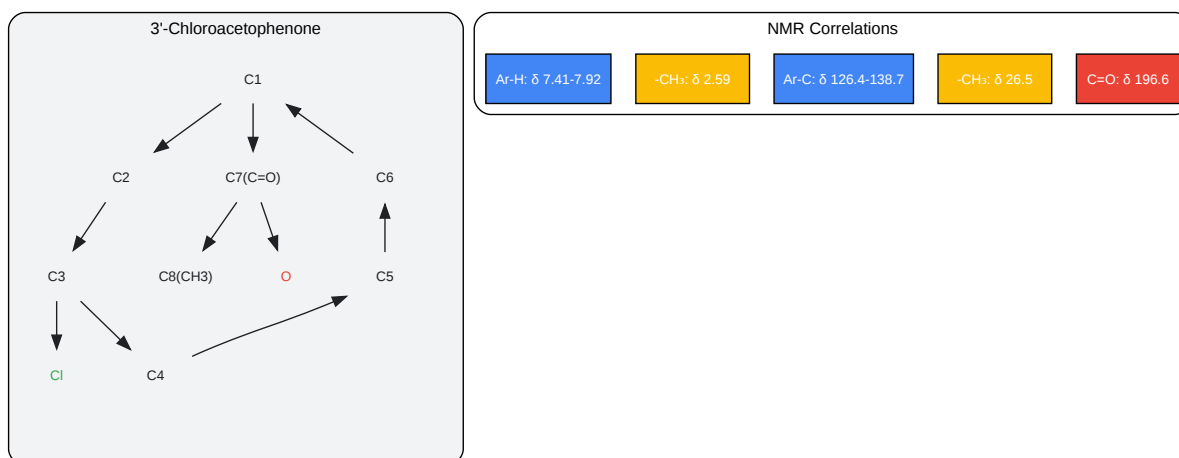 3'-Chloroacetophenone
C1
C2
C7(C=O)
C6
C3
C8(CH3)
O
C5
Cl
C4
NMR Correlations
Ar-H: δ 7.41-7.92
-CH₃: δ 2.59
Ar-C: δ 126.4-138.7
-CH₃: δ 26.5
C=O: δ 196.6